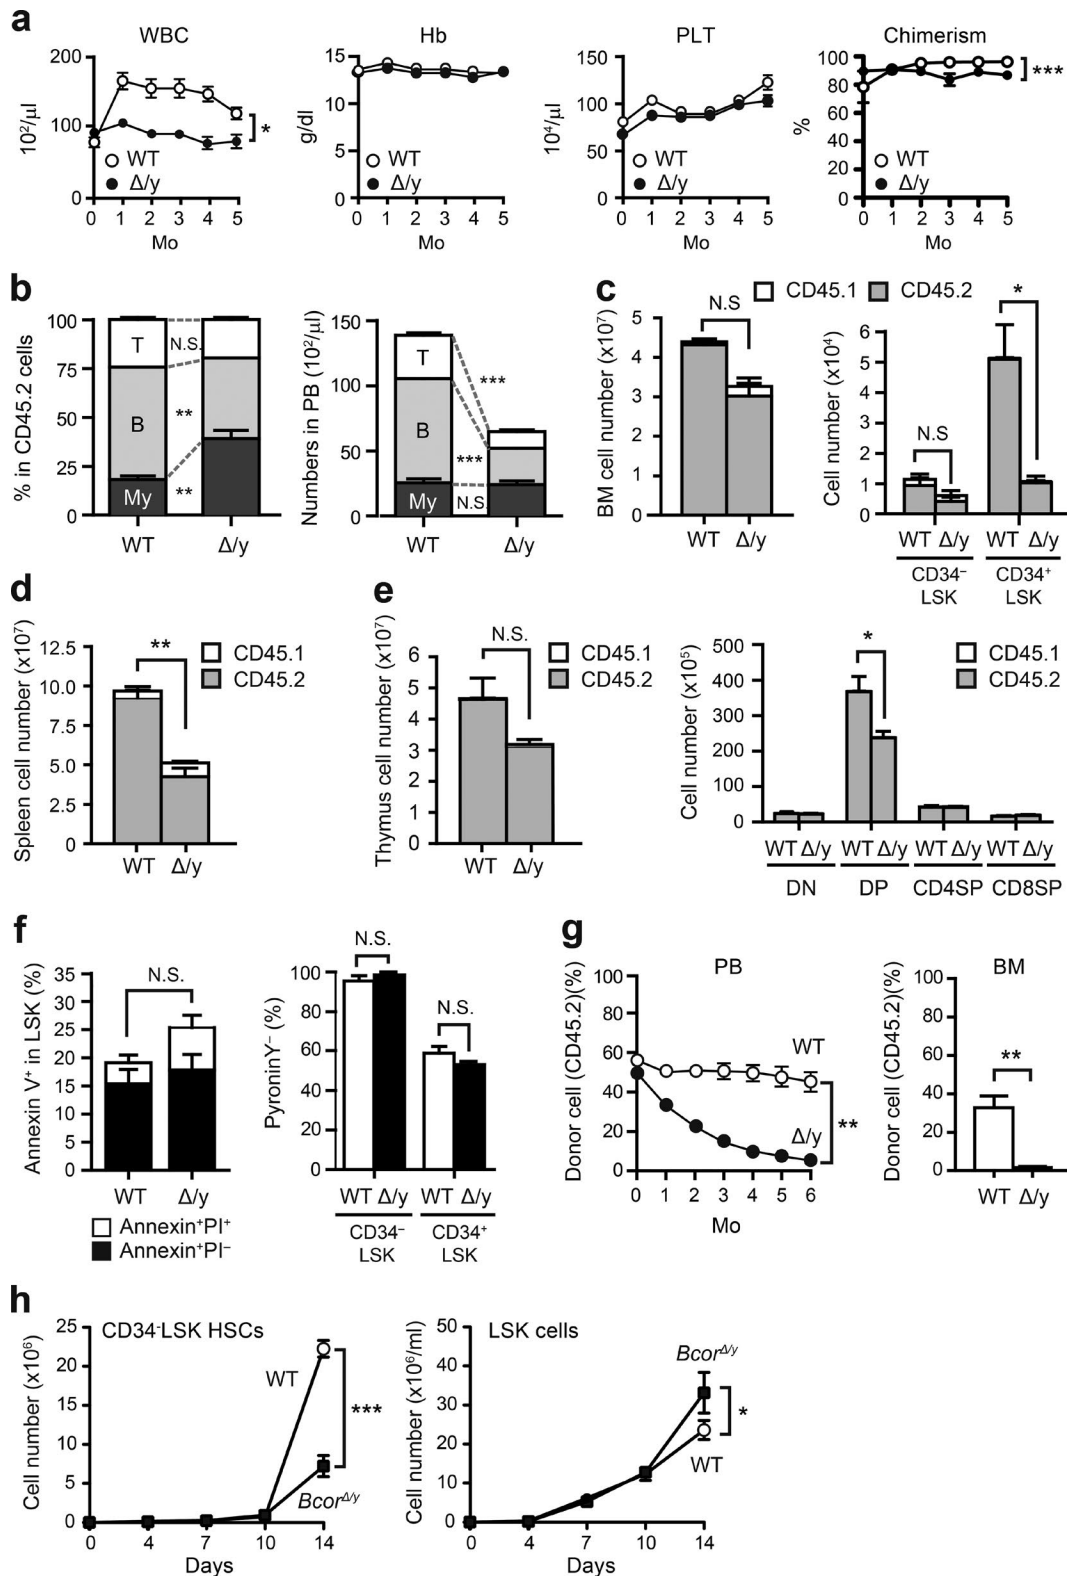 a
WBC
Hb
PLT
Chimerism
10²/µl
200
100
0
WT
Δ/y
*
0 1 2 3 4 5
Mo
g/dl
15
10
5
0
WT
Δ/y
0 1 2 3 4 5
Mo
10⁴/µl
150
100
50
0
WT
Δ/y
0 1 2 3 4 5
Mo
%
100
80
60
40
20
0
WT
Δ/y
***
0 1 2 3 4 5
Mo
b
% in CD45.2 cells
100
75
50
25
0
T
B
My
N.S.
**
**
WT Δ/y
Numbers in PB (10²/µl)
150
100
50
0
T
B
My
***
***
N.S.
WT Δ/y
c
CD45.1 CD45.2
BM cell number (x10⁷)
5
4
3
2
1
0
N.S
WT Δ/y
Cell number (x10⁴)
6
5
4
3
2
1
0
N.S
*
WT Δ/y WT Δ/y
CD34⁻ CD34⁺
LSK LSK
d
Spleen cell number (x10⁷)
12.5
10.0
7.5
5.0
2.5
0
**
CD45.1
CD45.2
WT Δ/y
e
Thymus cell number (x10⁷)
6
5
4
3
2
1
0
N.S.
CD45.1
CD45.2
WT Δ/y
Cell number (x10⁵)
500
400
300
200
100
0
*
CD45.1
CD45.2
WT Δ/y WT Δ/y WT Δ/y WT Δ/y
DN DP CD4SP CD8SP
f
Annexin V⁺ in LSK (%)
35
30
25
20
15
10
5
0
N.S.
WT Δ/y
Annexin⁺PI⁺
Annexin⁺PI⁻
PyroninY⁻ (%)
100
80
60
40
20
0
N.S.
N.S.
WT Δ/y WT Δ/y
CD34⁻ CD34⁺
LSK LSK
g
PB
Donor cell (CD45.2)(%)
100
80
60
40
20
0
WT
Δ/y
**
0 1 2 3 4 5 6
Mo
BM
Donor cell (CD45.2)(%)
100
80
60
40
20
0
**
WT Δ/y
h
CD34⁻LSK HSCs
Cell number (x10⁶)
25
20
15
10
5
0
WT
Bcor^Δ/y
***
0 4 7 10 14
Days
LSK cells
Cell number (x10⁶/ml)
50
40
30
20
10
0
Bcor^Δ/y
WT
*
0 4 7 10 14
Days